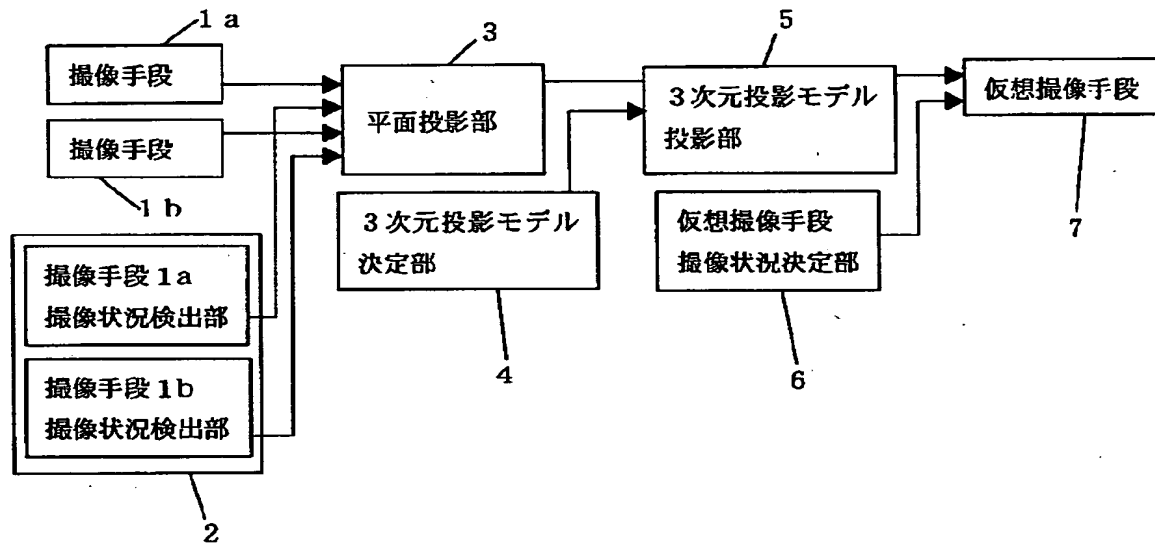 1a
撮像手段
撮像手段
1b
撮像手段1a
撮像状況検出部
撮像手段1b
撮像状況検出部
2
3
平面投影部
3次元投影モデル
決定部
4
5
3次元投影モデル
投影部
仮想撮像手段
撮像状況決定部
6
仮想撮像手段
7